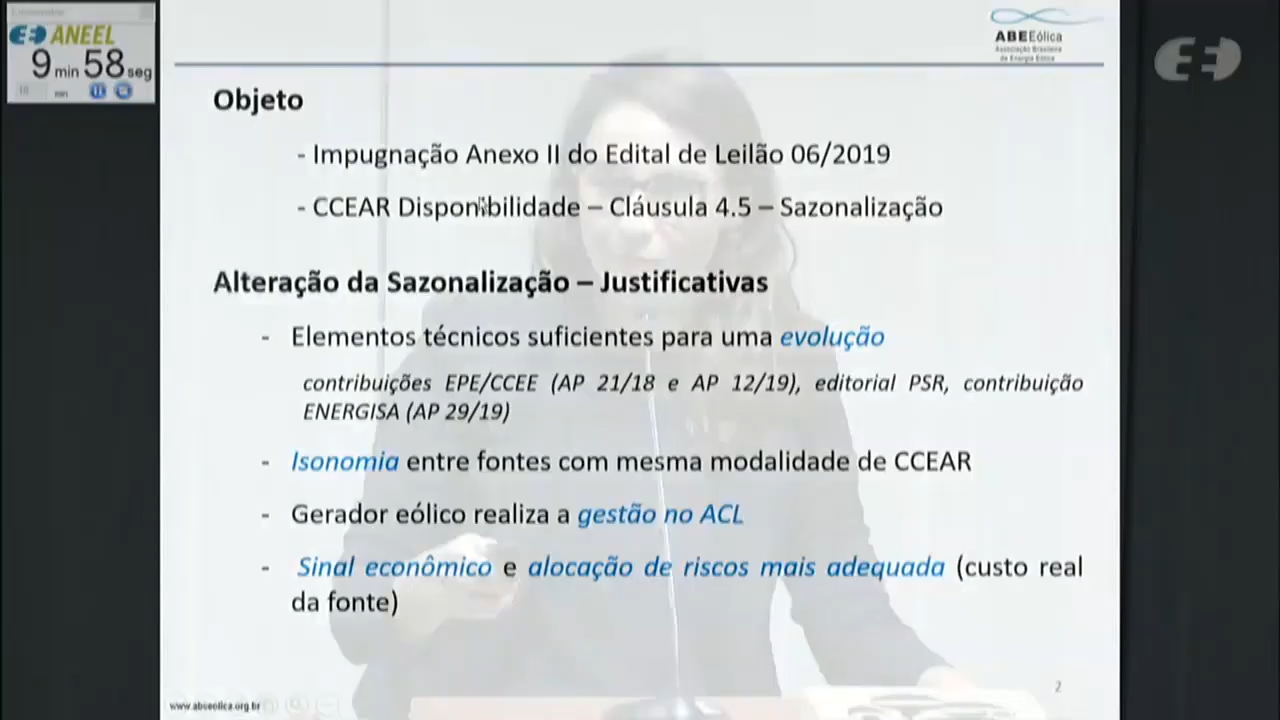 ANEEL
9 min 58 seg
10 min
ABEEólica
Associação Brasileira
de Energia Eólica
Objeto
- Impugnação Anexo II do Edital de Leilão 06/2019
- CCEAR Disponibilidade – Cláusula 4.5 – Sazonalização
Alteração da Sazonalização – Justificativas
- Elementos técnicos suficientes para uma evolução
contribuições EPE/CCEE (AP 21/18 e AP 12/19), editorial PSR, contribuição
ENERGISA (AP 29/19)
- Isonomia entre fontes com mesma modalidade de CCEAR
- Gerador eólico realiza a gestão no ACL
- Sinal econômico e alocação de riscos mais adequada (custo real
da fonte)
2
www.abeeolica.org.br